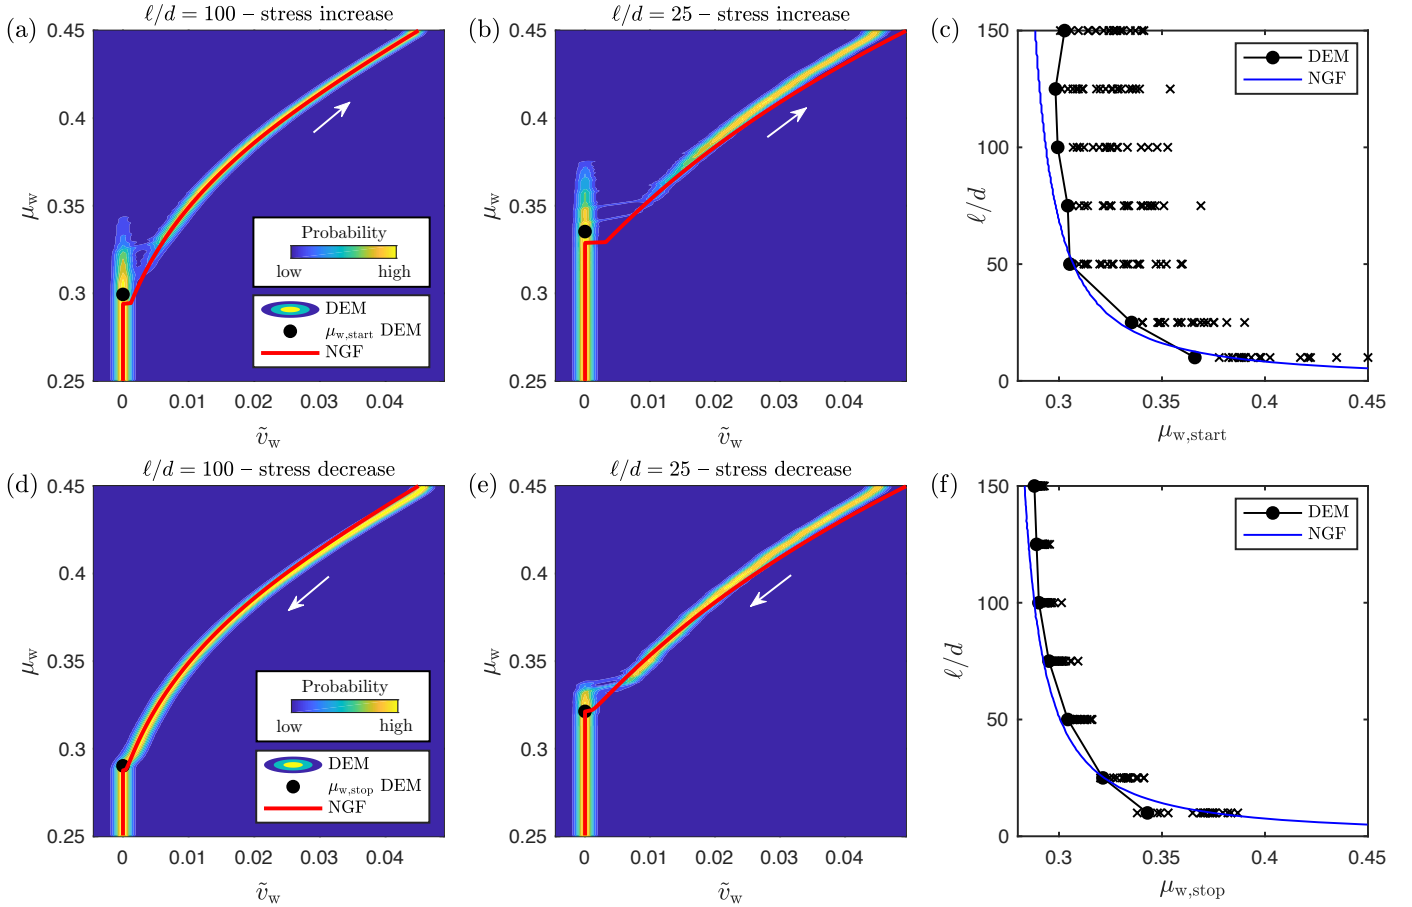 (a)
ℓ/d = 100 – stress increase
0.45
0.4
0.35
0.3
0.25
μw
0
0.01
0.02
0.03
0.04
ṽw
Probability
low
high
DEM
μw,start DEM
NGF
(b)
ℓ/d = 25 – stress increase
0.45
0.4
0.35
0.3
0.25
μw
0
0.01
0.02
0.03
0.04
ṽw
(c)
150
100
50
0
ℓ/d
0.3
0.35
0.4
0.45
μw,start
DEM
NGF
(d)
ℓ/d = 100 – stress decrease
0.45
0.4
0.35
0.3
0.25
μw
0
0.01
0.02
0.03
0.04
ṽw
Probability
low
high
DEM
μw,stop DEM
NGF
(e)
ℓ/d = 25 – stress decrease
0.45
0.4
0.35
0.3
0.25
μw
0
0.01
0.02
0.03
0.04
ṽw
(f)
150
100
50
0
ℓ/d
0.3
0.35
0.4
0.45
μw,stop
DEM
NGF